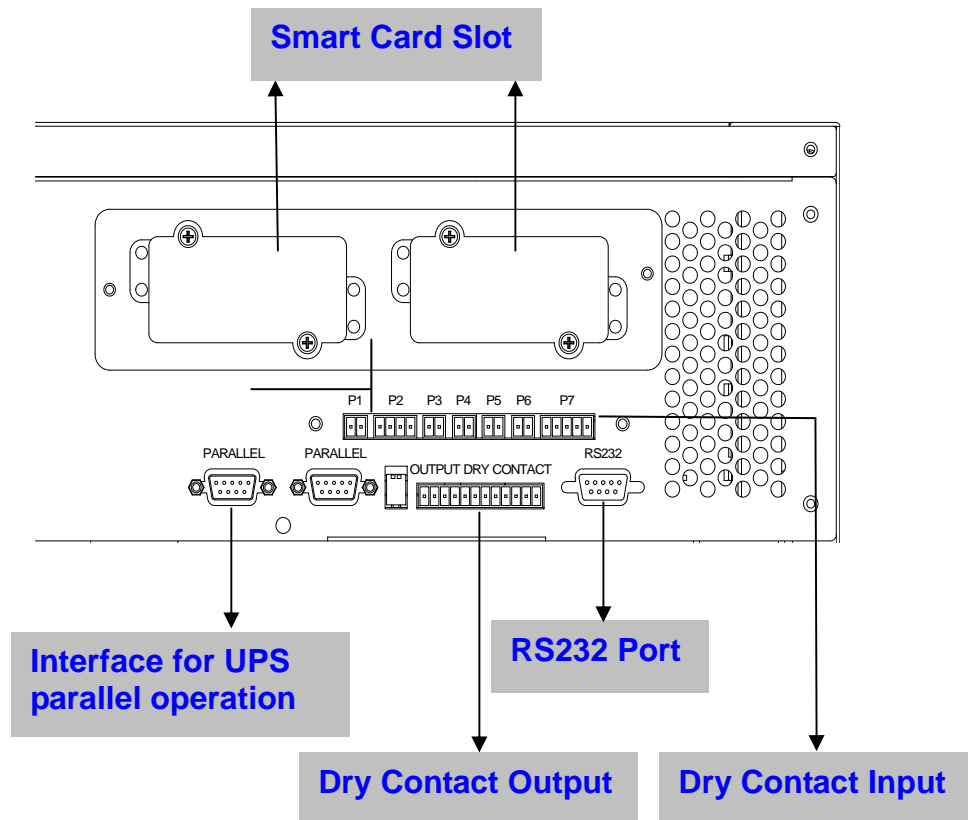 Smart Card Slot
P1 P2 P3 P4 P5 P6 P7
PARALLEL PARALLEL OUTPUT DRY CONTACT RS232
Interface for UPS
parallel operation
RS232 Port
Dry Contact Output
Dry Contact Input